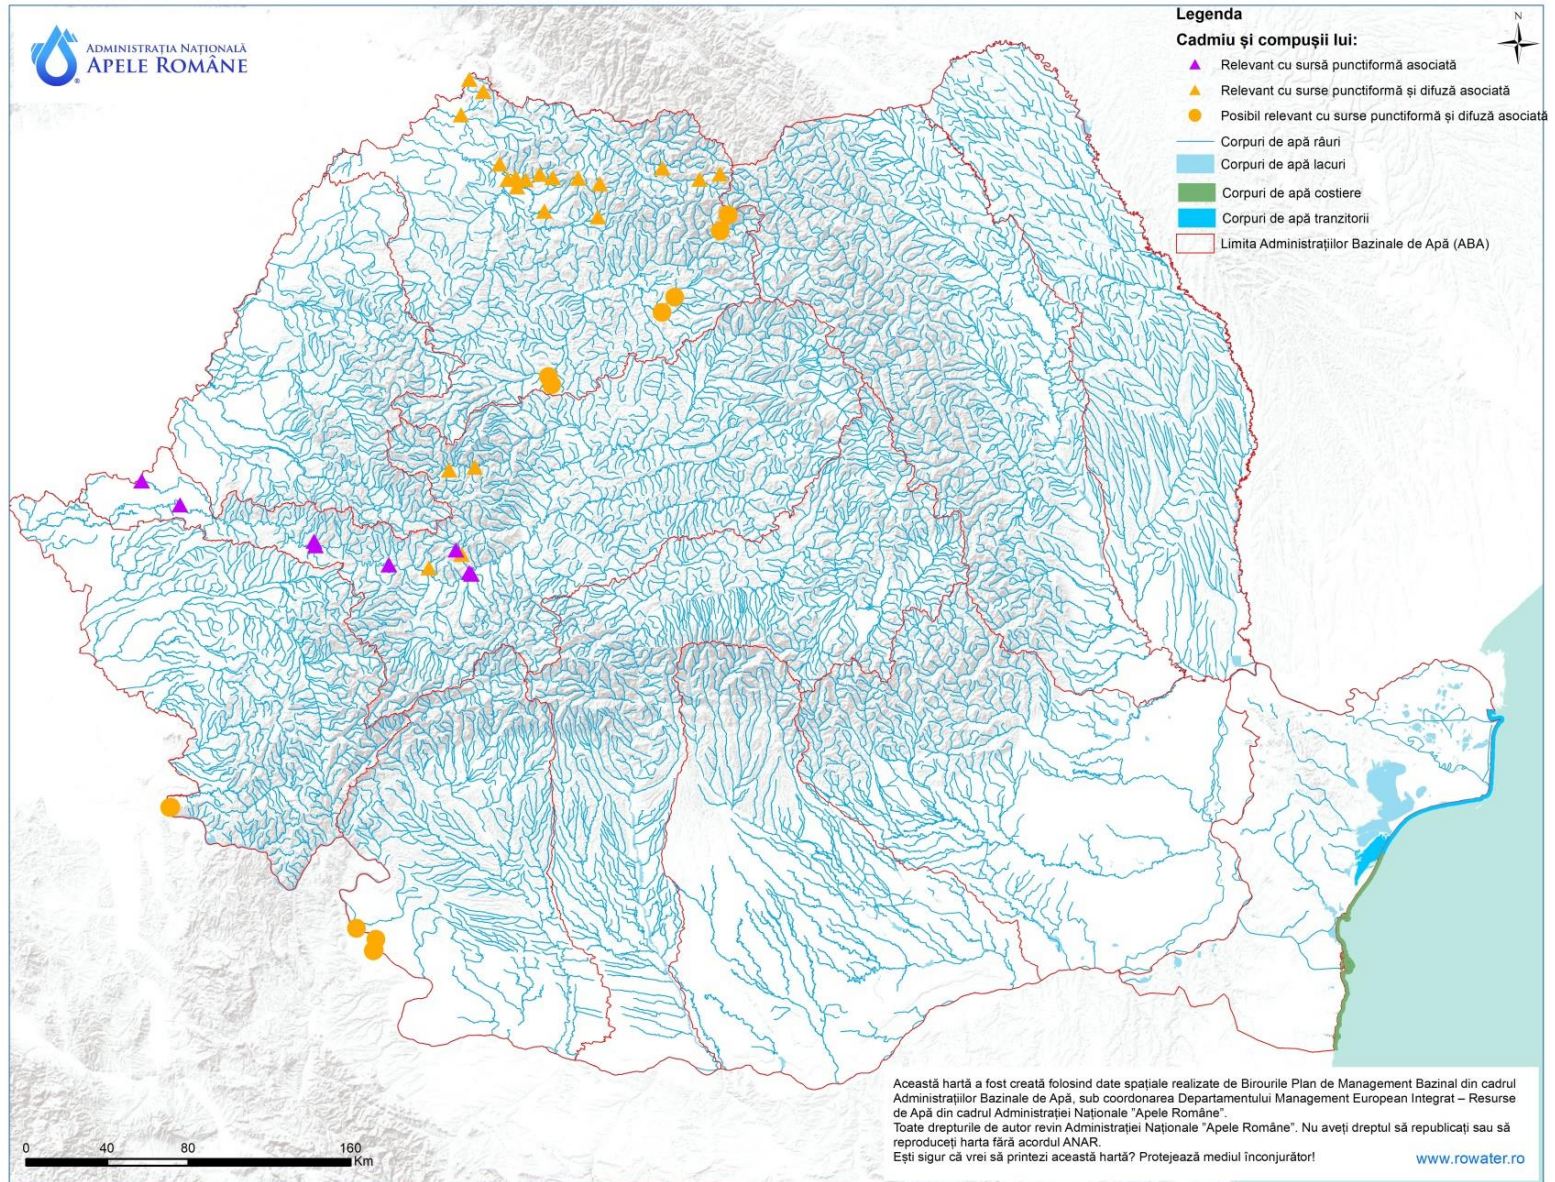 ADMINISTRAȚIA NAȚIONALĂ
APELE ROMÂNE
Legenda
Cadmiu și compușii lui:
Relevant cu sursă punctiformă asociată
Relevant cu surse punctiformă și difuză asociată
Posibil relevant cu surse punctiformă și difuză asociată
Corpuri de apă râuri
Corpuri de apă lacuri
Corpuri de apă costiere
Corpuri de apă tranzitorii
Limita Administrațiilor Bazinale de Apă (ABA)
N
0 40 80 160
Km
Această hartă a fost creată folosind date spațiale realizate de Birourile Plan de Management Bazinal din cadrul
Administrațiilor Bazinale de Apă, sub coordonarea Departamentului Management European Integrat – Resurse
de Apă din cadrul Administrației Naționale "Apele Române".
Toate drepturile de autor revin Administrației Naționale "Apele Române". Nu aveți dreptul să republicați sau să
reproduceți harta fără acordul ANAR.
Ești sigur că vrei să printezi această hartă? Protejează mediul înconjurător!
www.rowater.ro